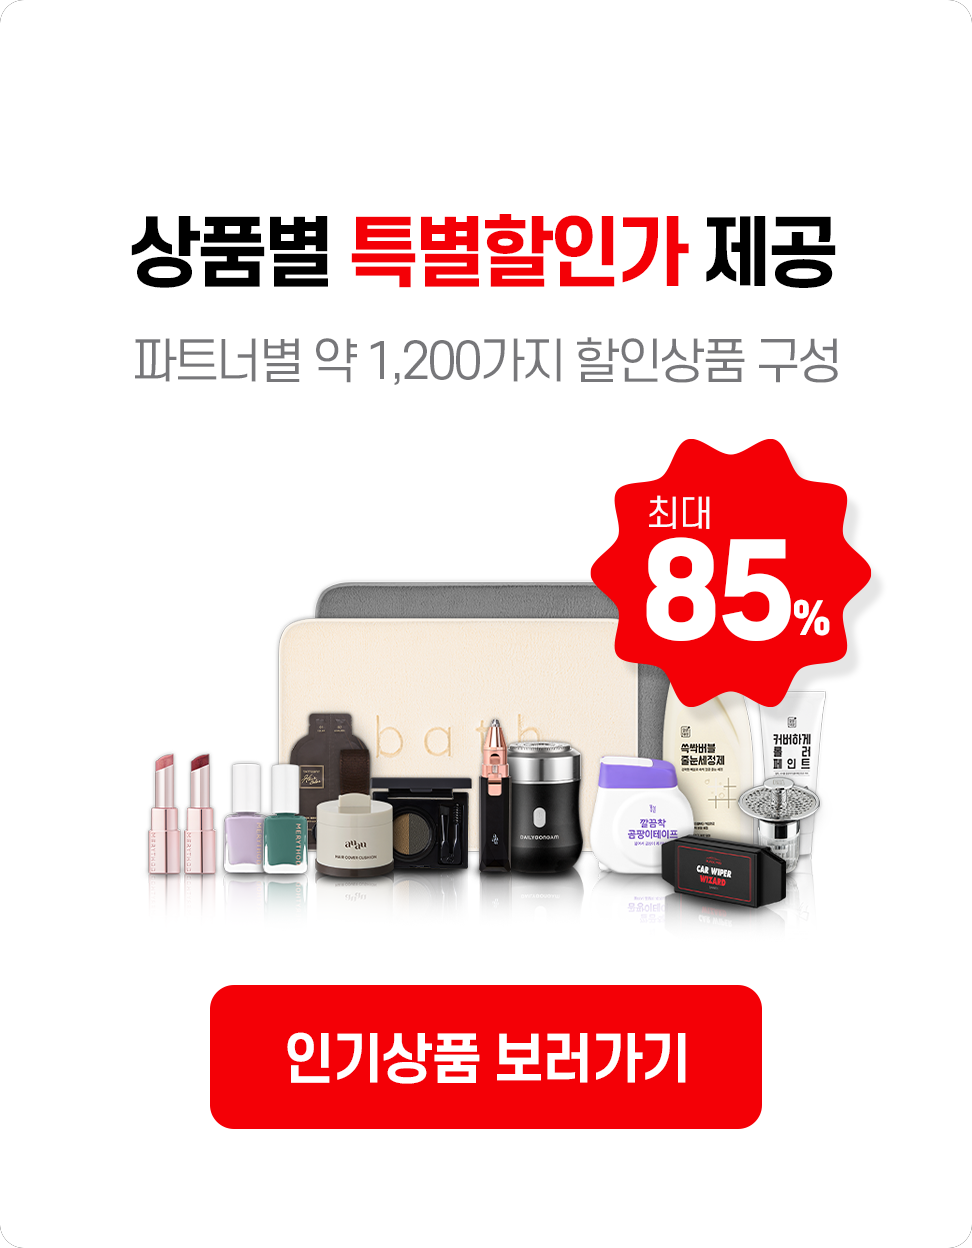 상품별 특별할인가 제공
파트너별 약 1,200가지 할인상품 구성
최대
85%
bath
쓱싹버블
줄눈세정제
커버하게
롤러
페인트
MERYTHOD
MERYTHOD
auau
HAIR COVER CUSHION
DAILYOONGAM
깔끔착
곰팡이테이프
CAR WIPER
WIZARD
인기상품 보러가기